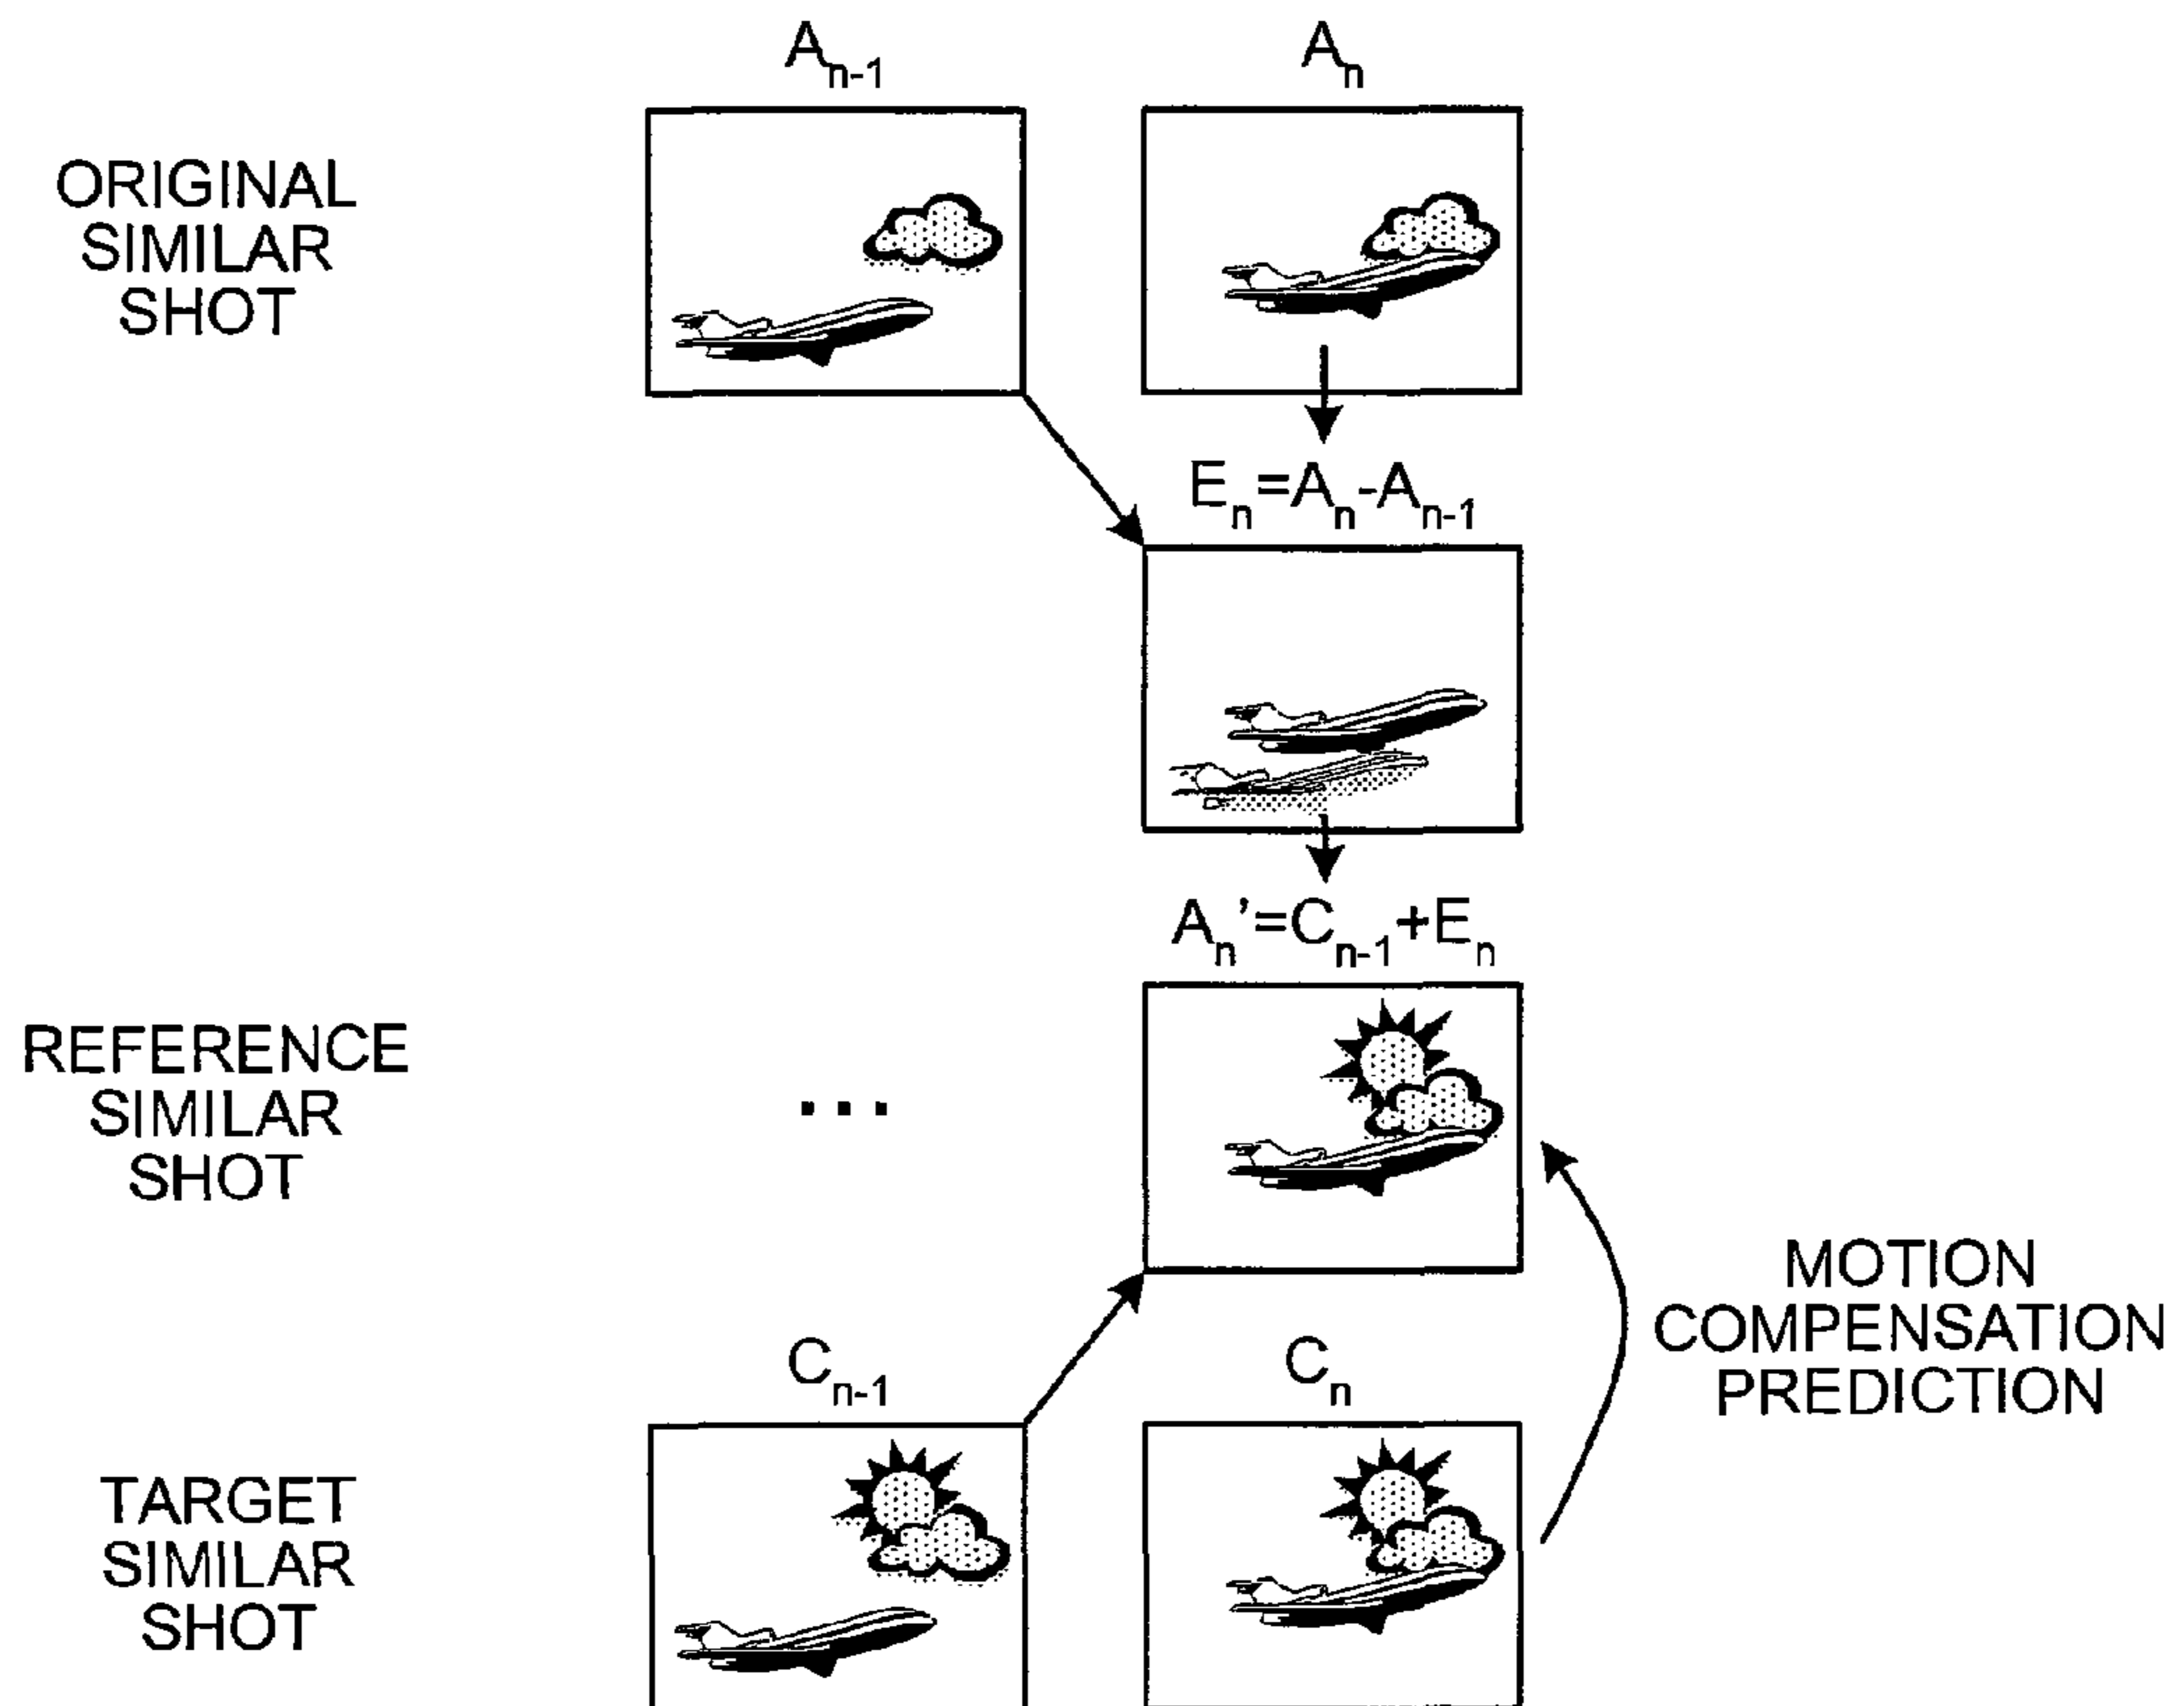 A_{n-1}
A_n
ORIGINAL
SIMILAR
SHOT
E_n=A_n-A_{n-1}
A_n'=C_{n-1}+E_n
REFERENCE
SIMILAR
SHOT
...
MOTION
COMPENSATION
PREDICTION
C_{n-1}
C_n
TARGET
SIMILAR
SHOT